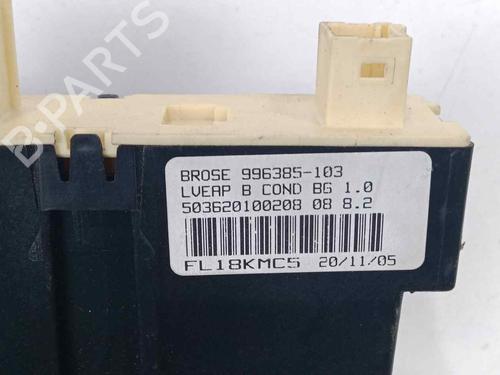 BROSE 996385-103
LVEAP B COND BG 1.0
503620100208 08 8.2
FL18KMC5 20/11/05
B-PARTS